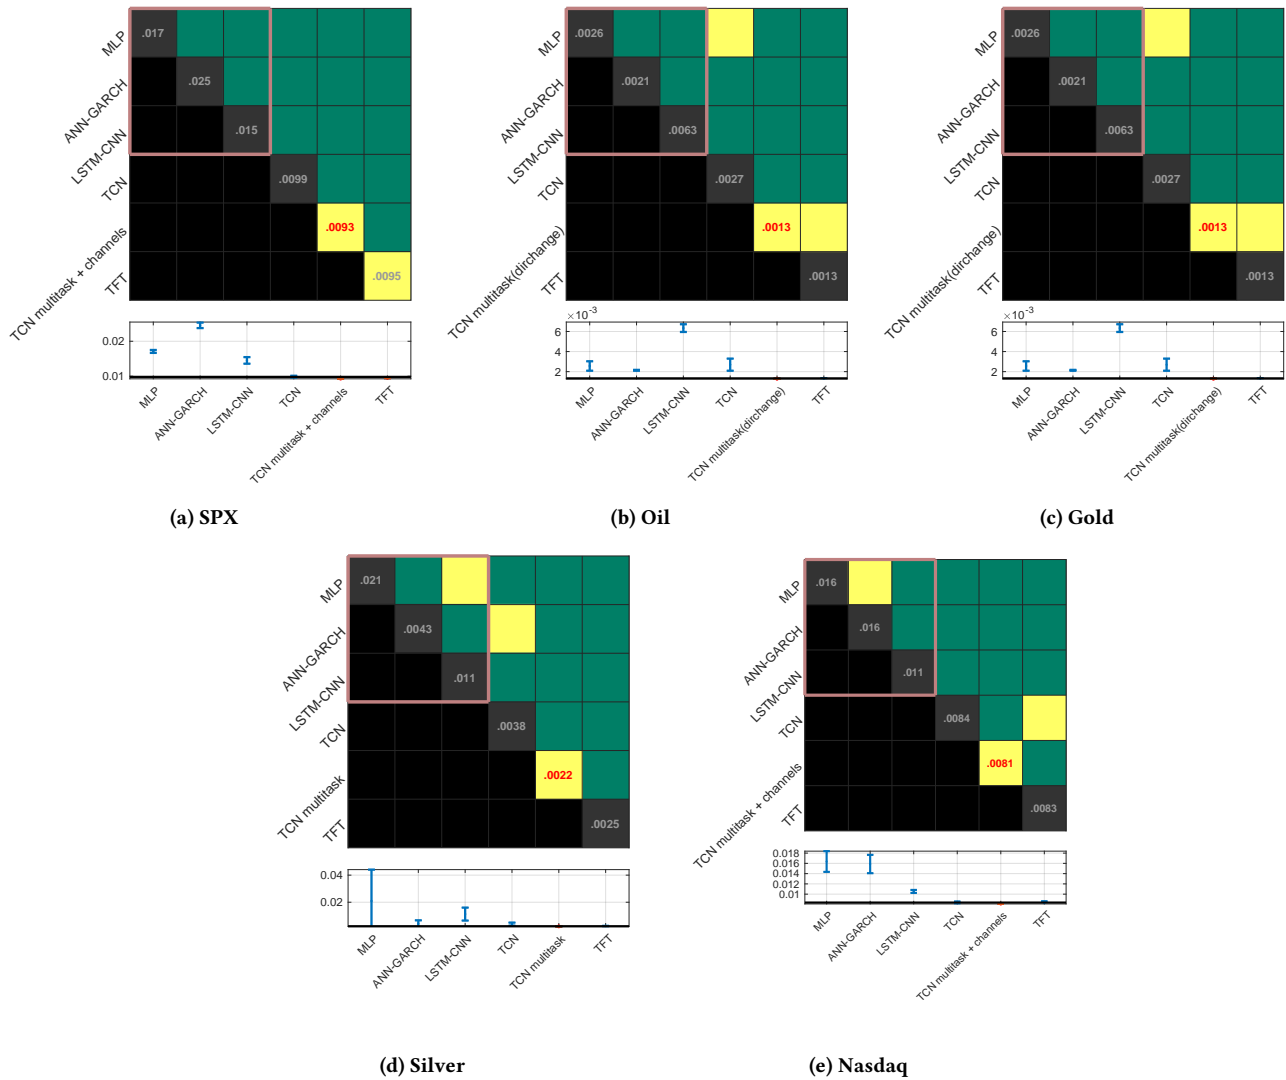 MLP
ANN-GARCH
LSTM-CNN
TCN
TCN multitask + channels
TFT
.017
.025
.015
.0099
.0093
.0095
0.02
0.01
MLP
ANN-GARCH
LSTM-CNN
TCN
TCN multitask + channels
TFT
(a) SPX
MLP
ANN-GARCH
LSTM-CNN
TCN
TCN multitask(dirchange)
TFT
.0026
.0021
.0063
.0027
.0013
.0013
×10⁻³
6
4
2
MLP
ANN-GARCH
LSTM-CNN
TCN
TCN multitask(dirchange)
TFT
(b) Oil
MLP
ANN-GARCH
LSTM-CNN
TCN
TCN multitask(dirchange)
TFT
.0026
.0021
.0063
.0027
.0013
.0013
×10⁻³
6
4
2
MLP
ANN-GARCH
LSTM-CNN
TCN
TCN multitask(dirchange)
TFT
(c) Gold
MLP
ANN-GARCH
LSTM-CNN
TCN
TCN multitask
TFT
.021
.0043
.011
.0038
.0022
.0025
0.04
0.02
MLP
ANN-GARCH
LSTM-CNN
TCN
TCN multitask
TFT
(d) Silver
MLP
ANN-GARCH
LSTM-CNN
TCN
TCN multitask + channels
TFT
.016
.016
.011
.0084
.0081
.0083
0.018
0.016
0.014
0.012
0.01
MLP
ANN-GARCH
LSTM-CNN
TCN
TCN multitask + channels
TFT
(e) Nasdaq